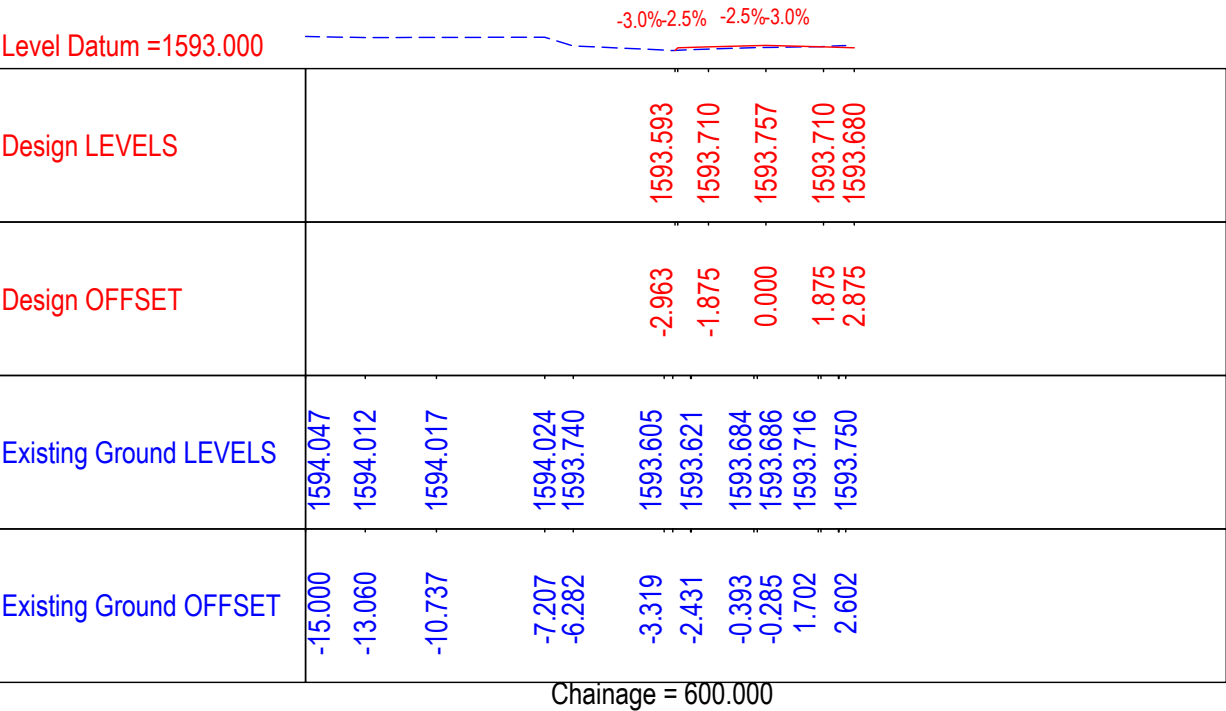 -3.0%-2.5% -2.5%-3.0%
Level Datum =1593.000
Design LEVELS 1593.593 1593.710 1593.757 1593.710 1593.680
Design OFFSET -2.963 -1.875 0.000 1.875 2.875
Existing Ground LEVELS 1594.047 1594.012 1594.017 1594.024 1593.740 1593.605 1593.621 1593.684 1593.686 1593.716 1593.750
Existing Ground OFFSET -15.000 -13.060 -10.737 -7.207 -6.282 -3.319 -2.431 -0.393 -0.285 1.702 2.602
Chainage = 600.000